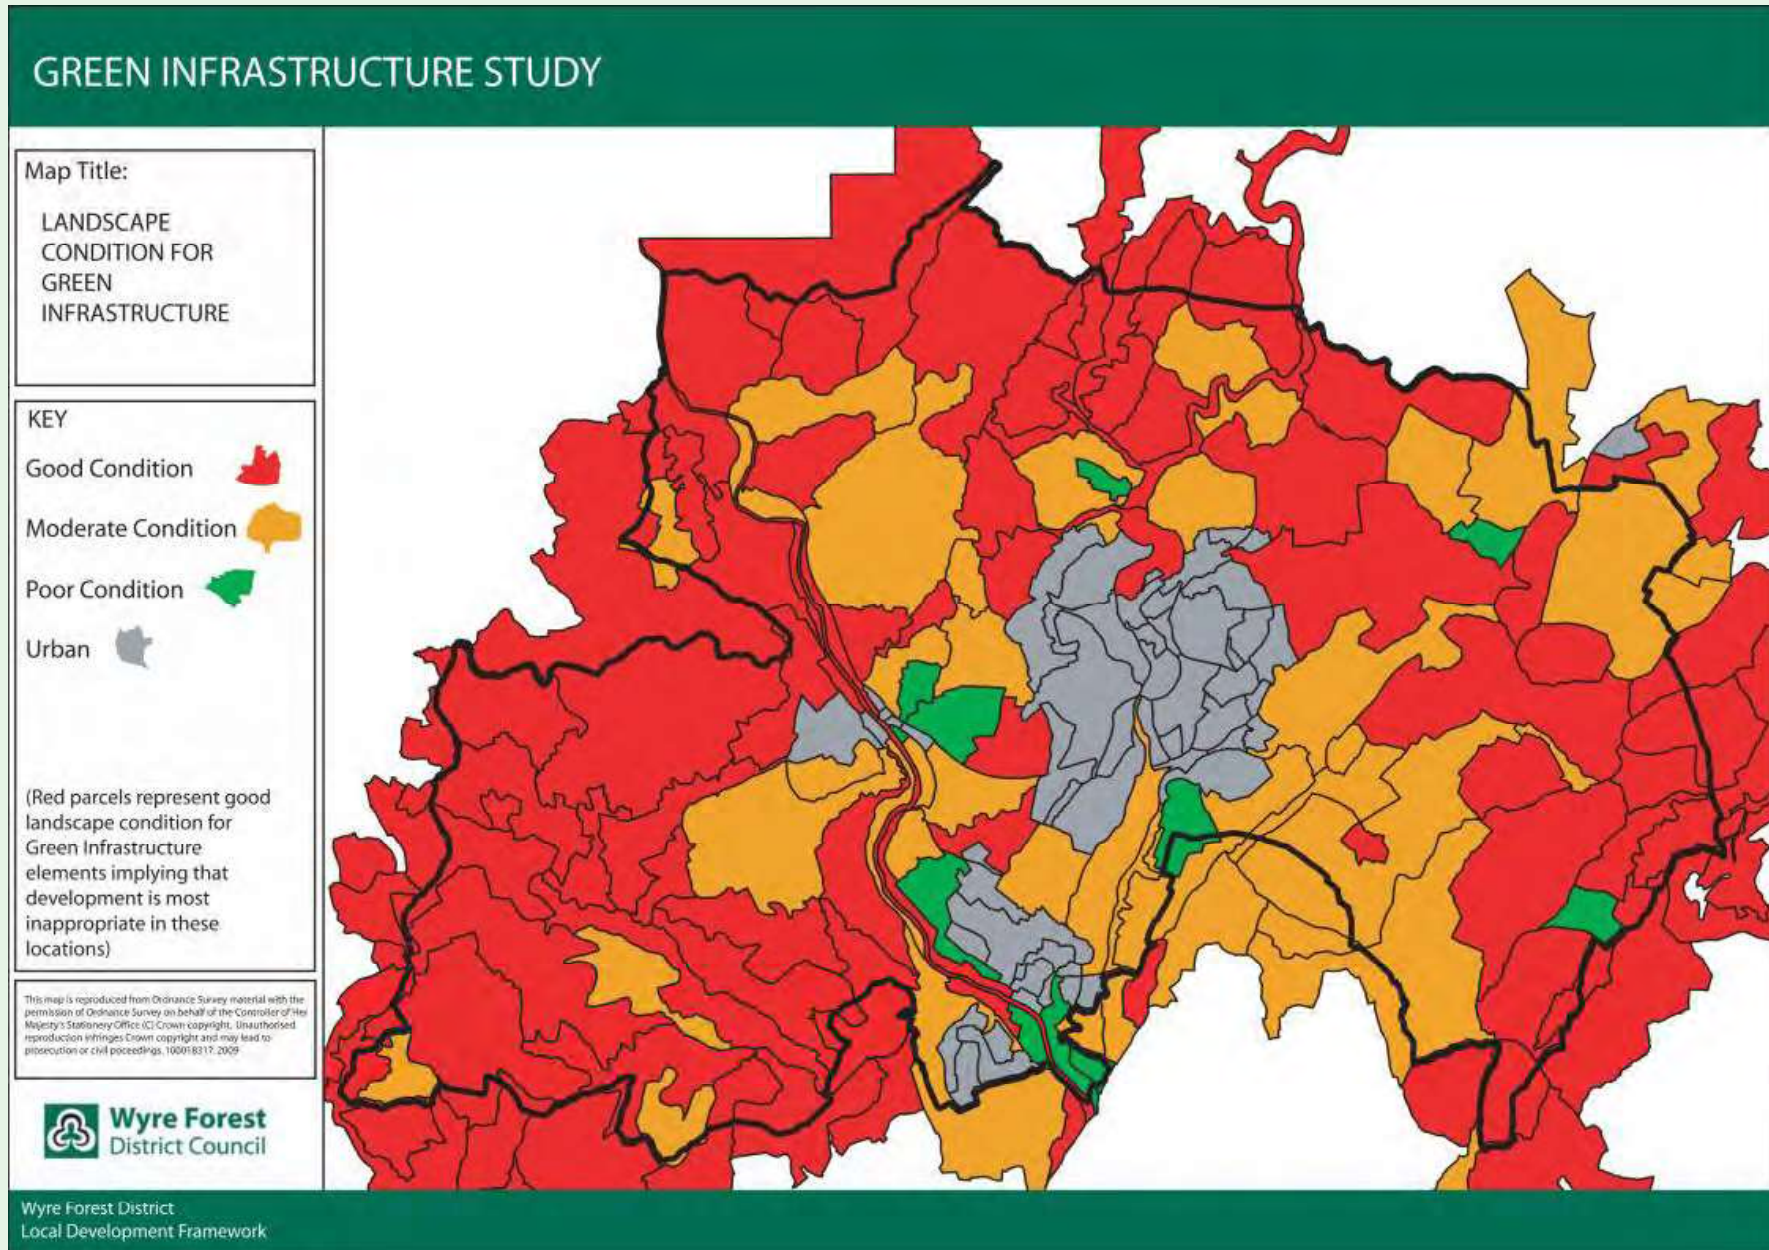 GREEN INFRASTRUCTURE STUDY
Map Title:
LANDSCAPE
CONDITION FOR
GREEN
INFRASTRUCTURE
KEY
Good Condition
Moderate Condition
Poor Condition
Urban
(Red parcels represent good
landscape condition for
Green Infrastructure
elements implying that
development is most
inappropriate in these
locations)
This map is reproduced from Ordnance Survey material with the
permission of Ordnance Survey on behalf of the Controller of Her
Majesty's Stationery Office (C) Crown copyright. Unauthorised
reproduction infringes Crown copyright and may lead to
prosecution or civil poceedings. 100018317. 2009
Wyre Forest
District Council
Wyre Forest District
Local Development Framework